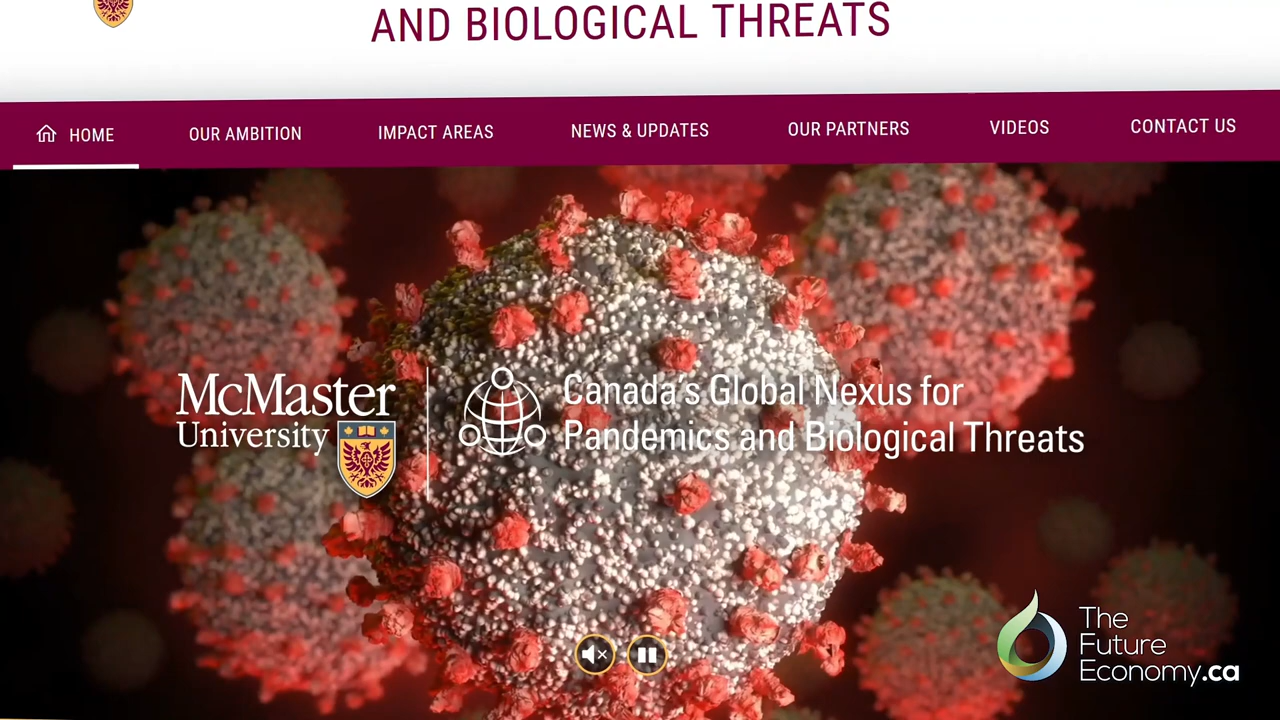 AND BIOLOGICAL THREATS
HOME OUR AMBITION IMPACT AREAS NEWS & UPDATES OUR PARTNERS VIDEOS CONTACT US
McMaster
University
Canada's Global Nexus for
Pandemics and Biological Threats
The
Future
Economy.ca